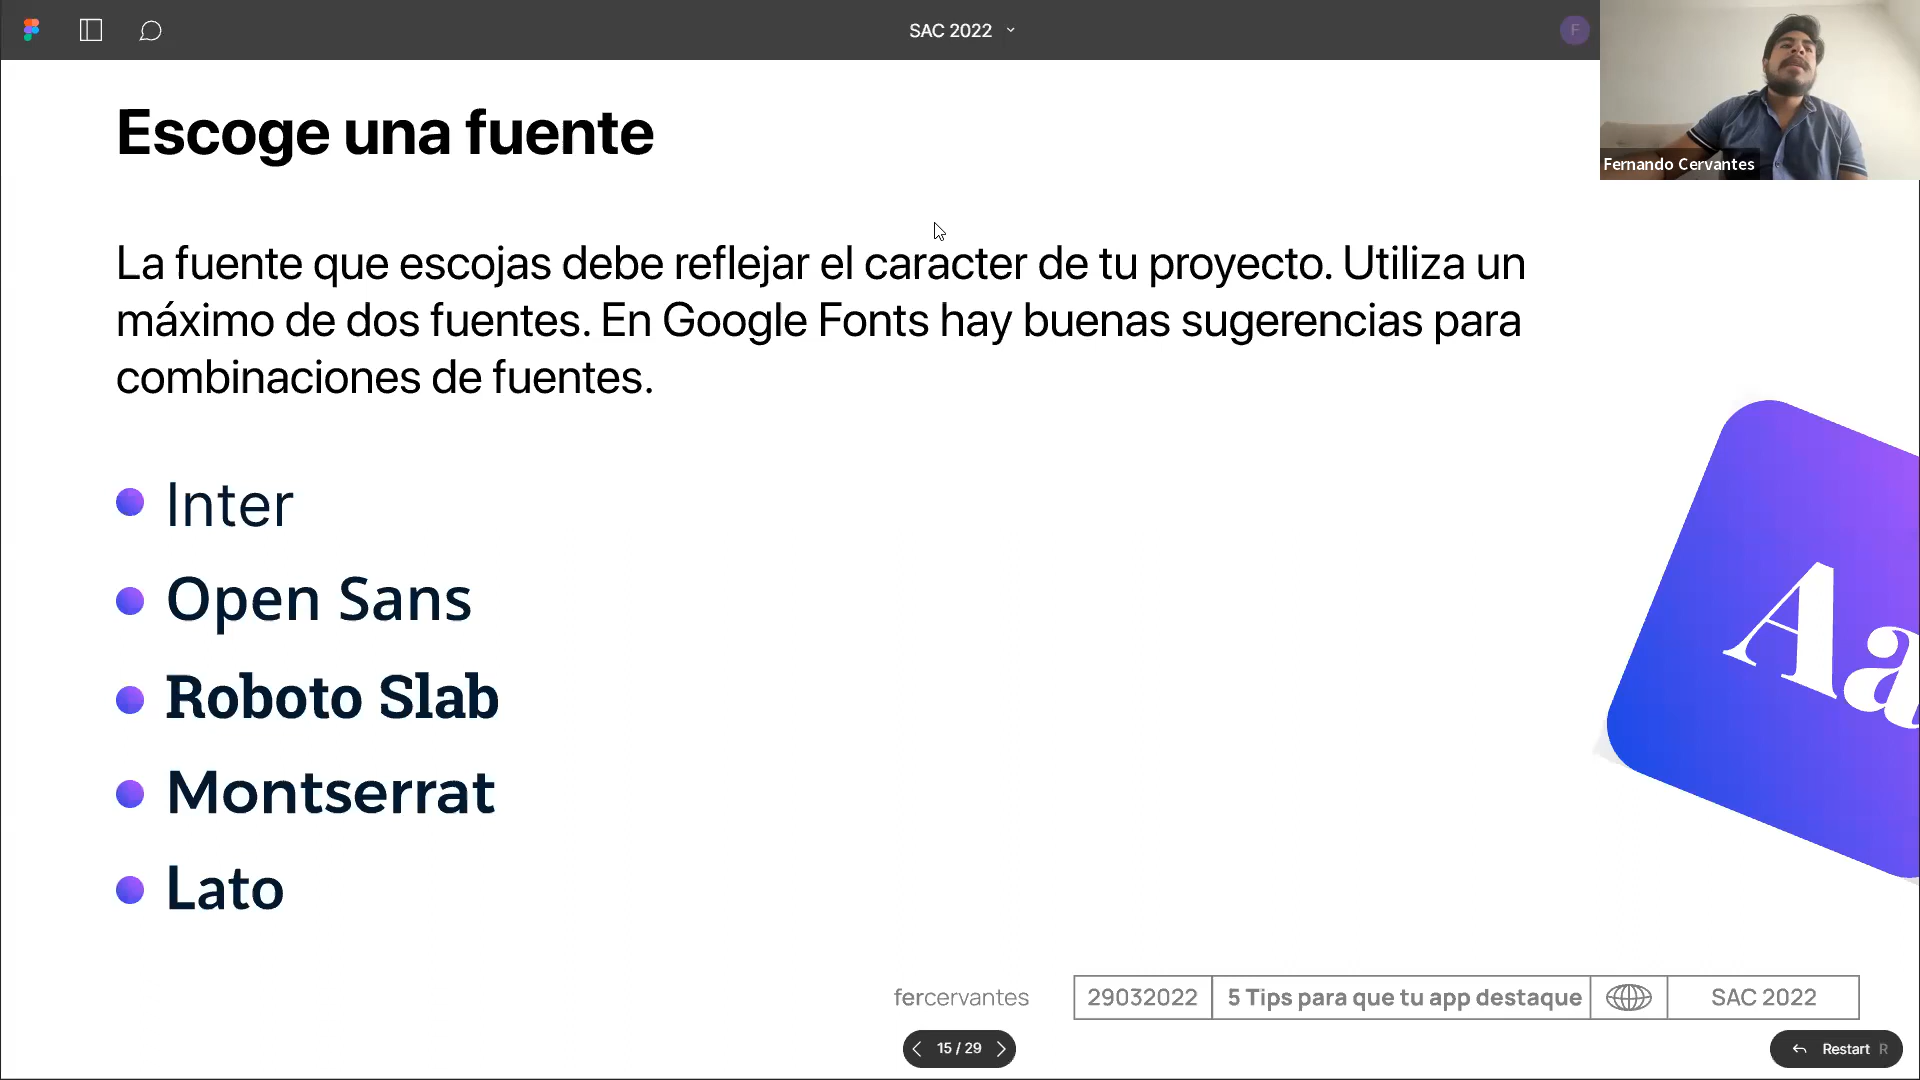 SAC 2022
F
Fernando Cervantes
Escoge una fuente
La fuente que escojas debe reflejar el caracter de tu proyecto. Utiliza un
máximo de dos fuentes. En Google Fonts hay buenas sugerencias para
combinaciones de fuentes.
Inter
Open Sans
Roboto Slab
Montserrat
Lato
Aa
fercervantes
29032022
5 Tips para que tu app destaque
SAC 2022
15 / 29
Restart R